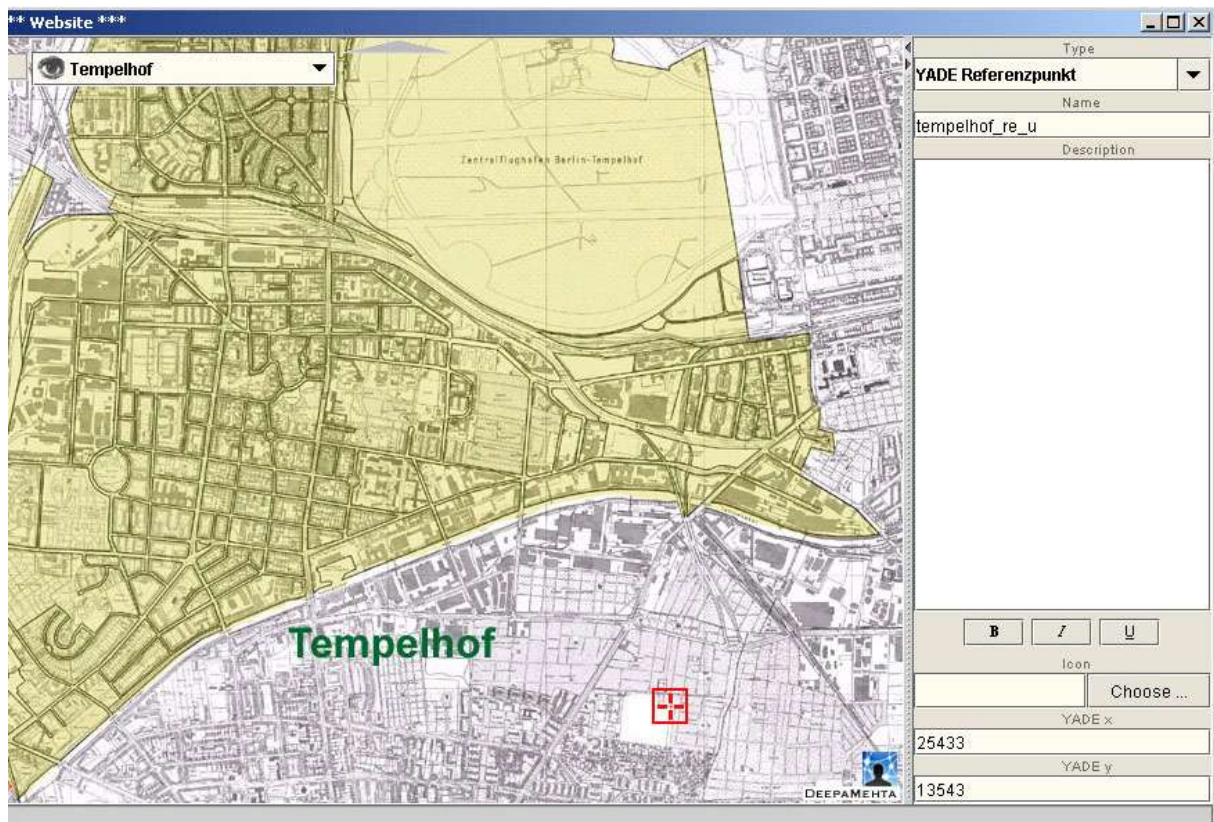 ** Website ***
Tempelhof
Zentralflughafen Berlin-Tempelhof
Tempelhof
DEEPAMEHTA
Type
YADE Referenzpunkt
Name
tempelhof_re_u
Description
B I U
Icon
Choose ...
YADE x
25433
YADE y
13543